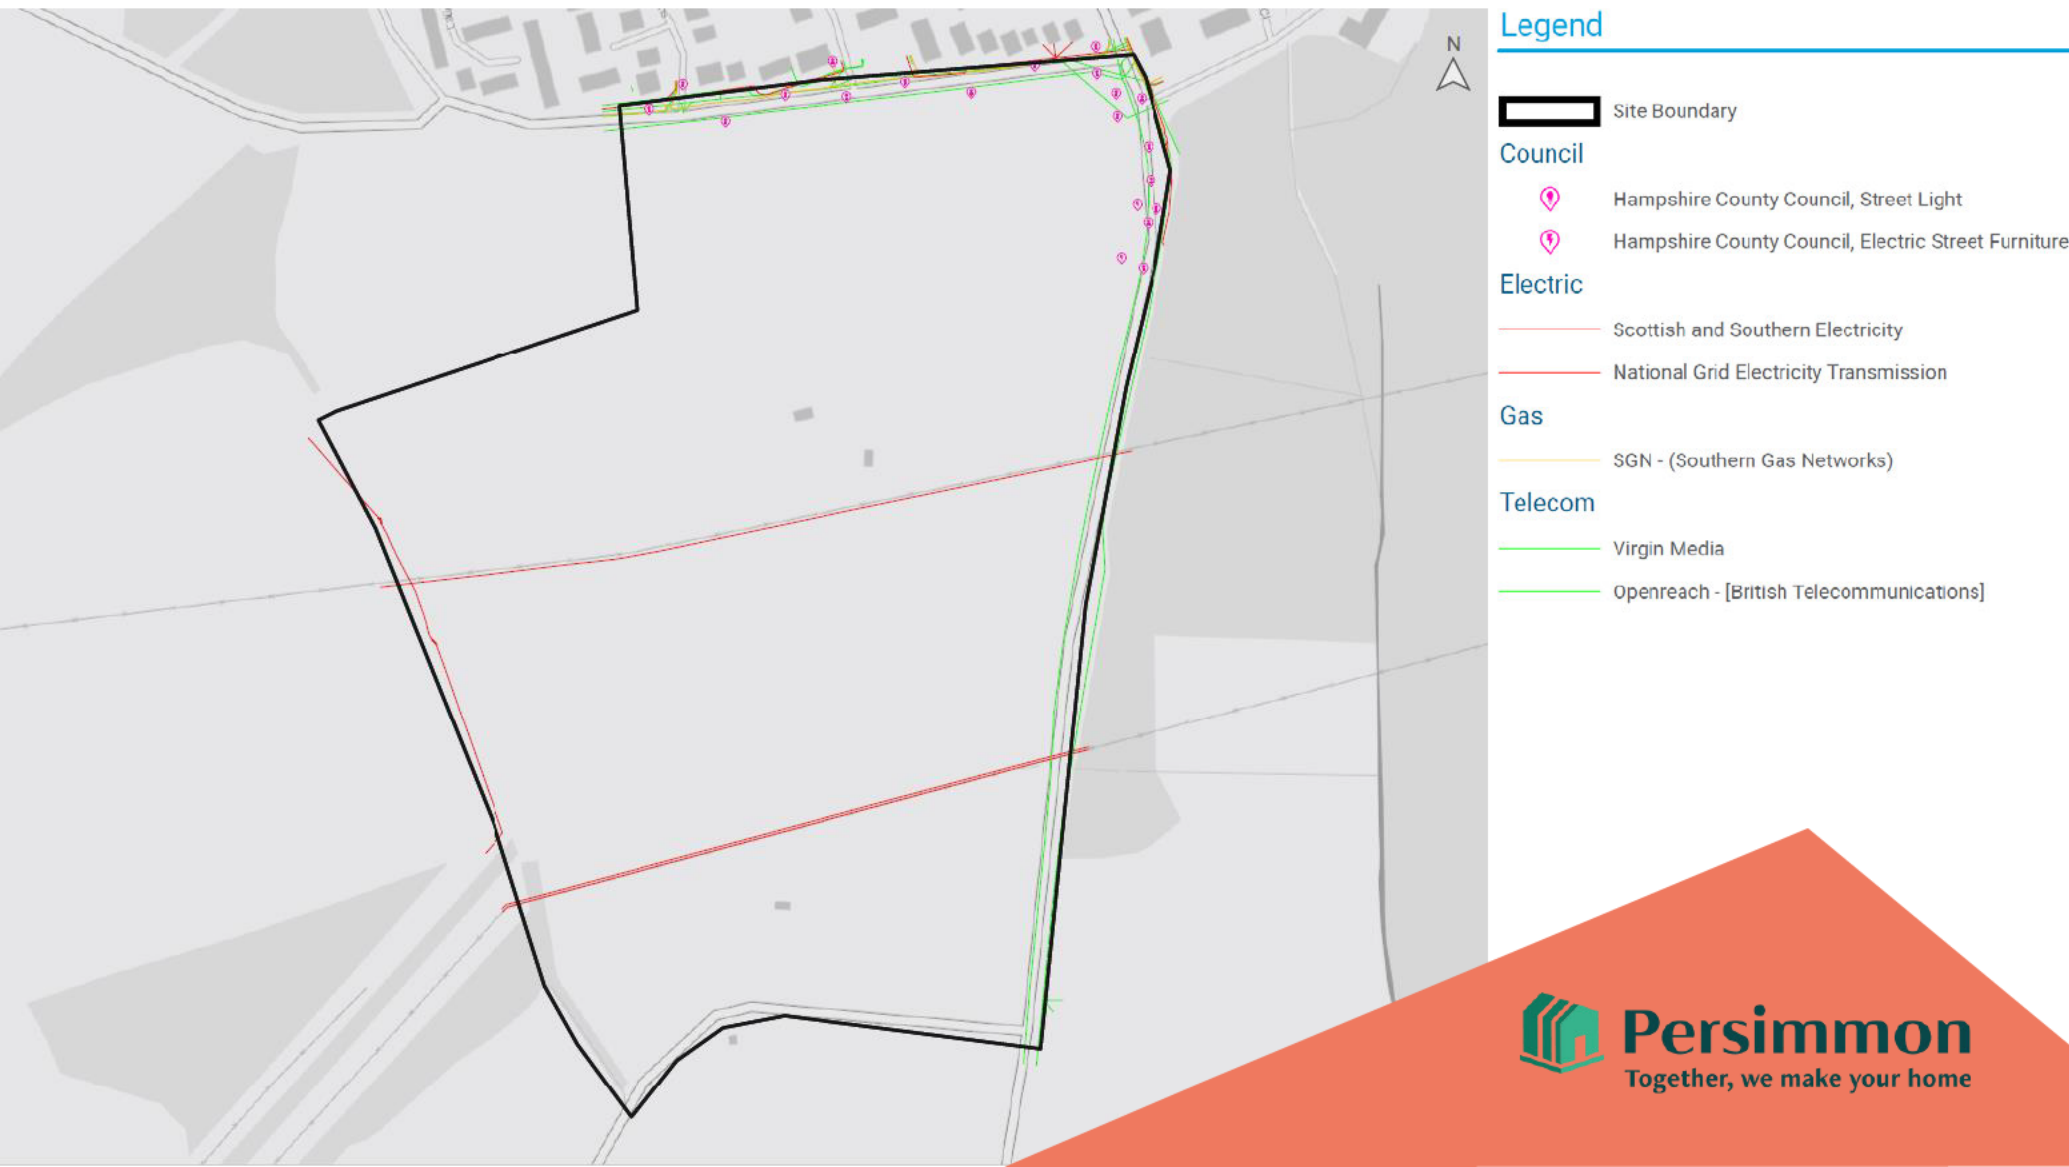 N
Legend
Site Boundary
Council
Hampshire County Council, Street Light
Hampshire County Council, Electric Street Furniture
Electric
Scottish and Southern Electricity
National Grid Electricity Transmission
Gas
SGN - (Southern Gas Networks)
Telecom
Virgin Media
Openreach - [British Telecommunications]
Persimmon
Together, we make your home